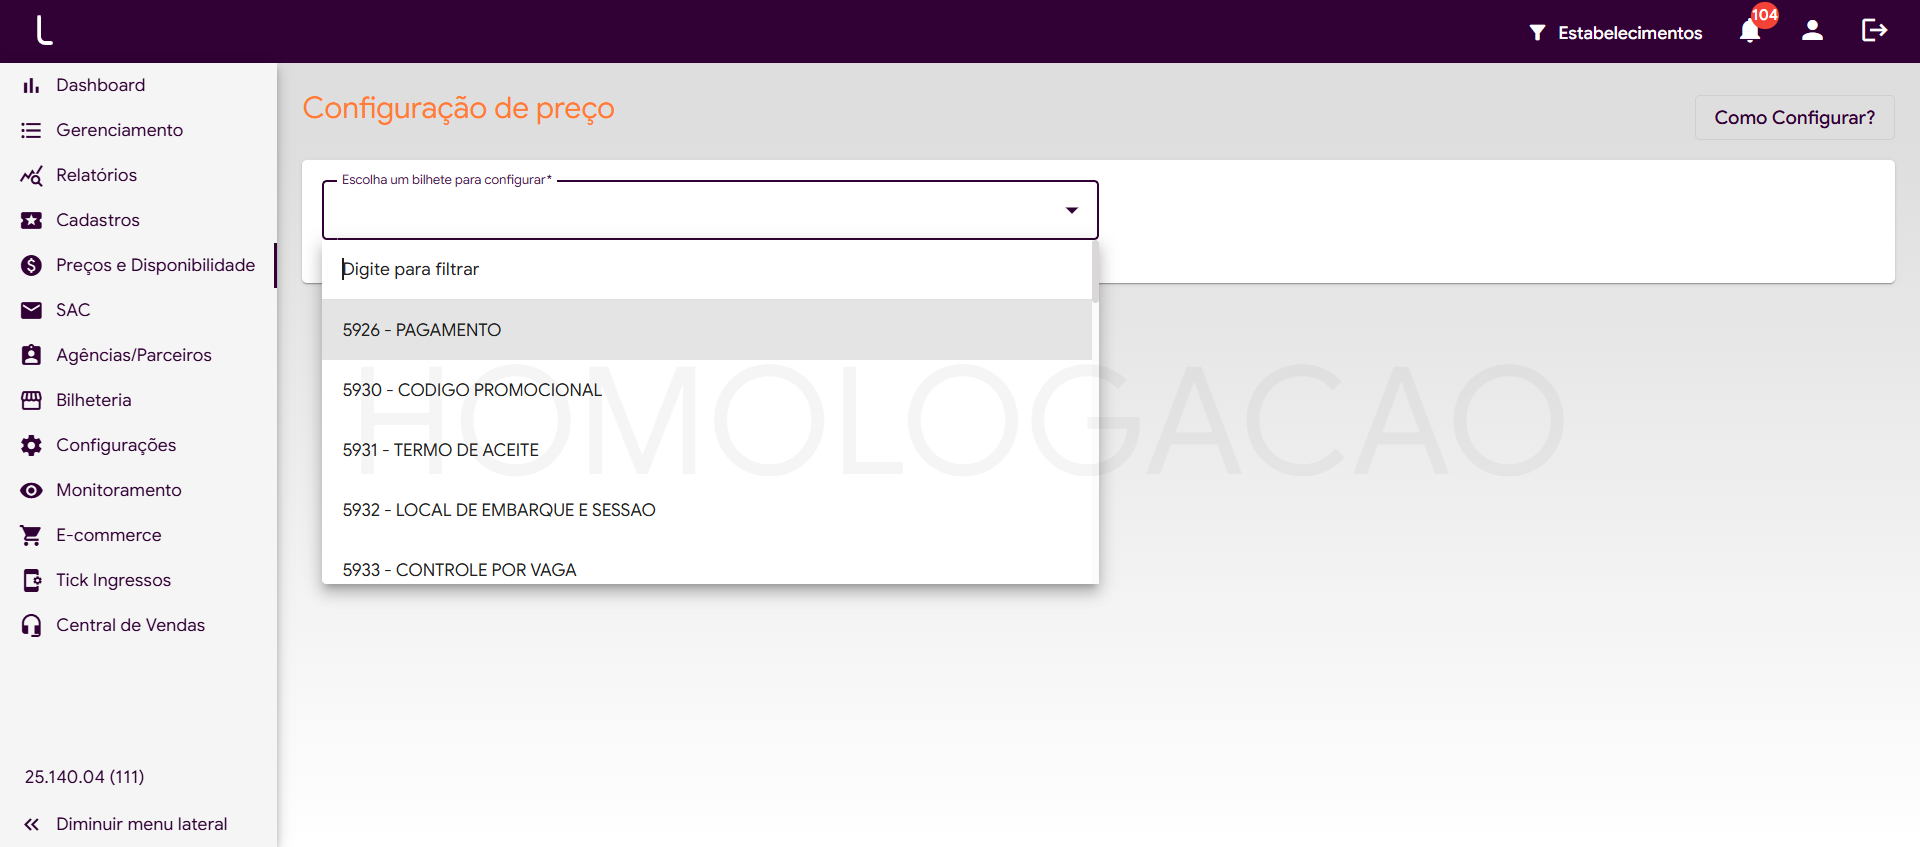 Estabelecimentos
104
Dashboard
Gerenciamento
Relatórios
Cadastros
Preços e Disponibilidade
SAC
Agências/Parceiros
Bilheteria
Configurações
Monitoramento
E-commerce
Tick Ingressos
Central de Vendas
25.140.04 (111)
Diminuir menu lateral
Configuração de preço
Como Configurar?
Escolha um bilhete para configurar*
Digite para filtrar
5926 - PAGAMENTO
5930 - CODIGO PROMOCIONAL
5931 - TERMO DE ACEITE
5932 - LOCAL DE EMBARQUE E SESSAO
5933 - CONTROLE POR VAGA
HOMOLOGACAO